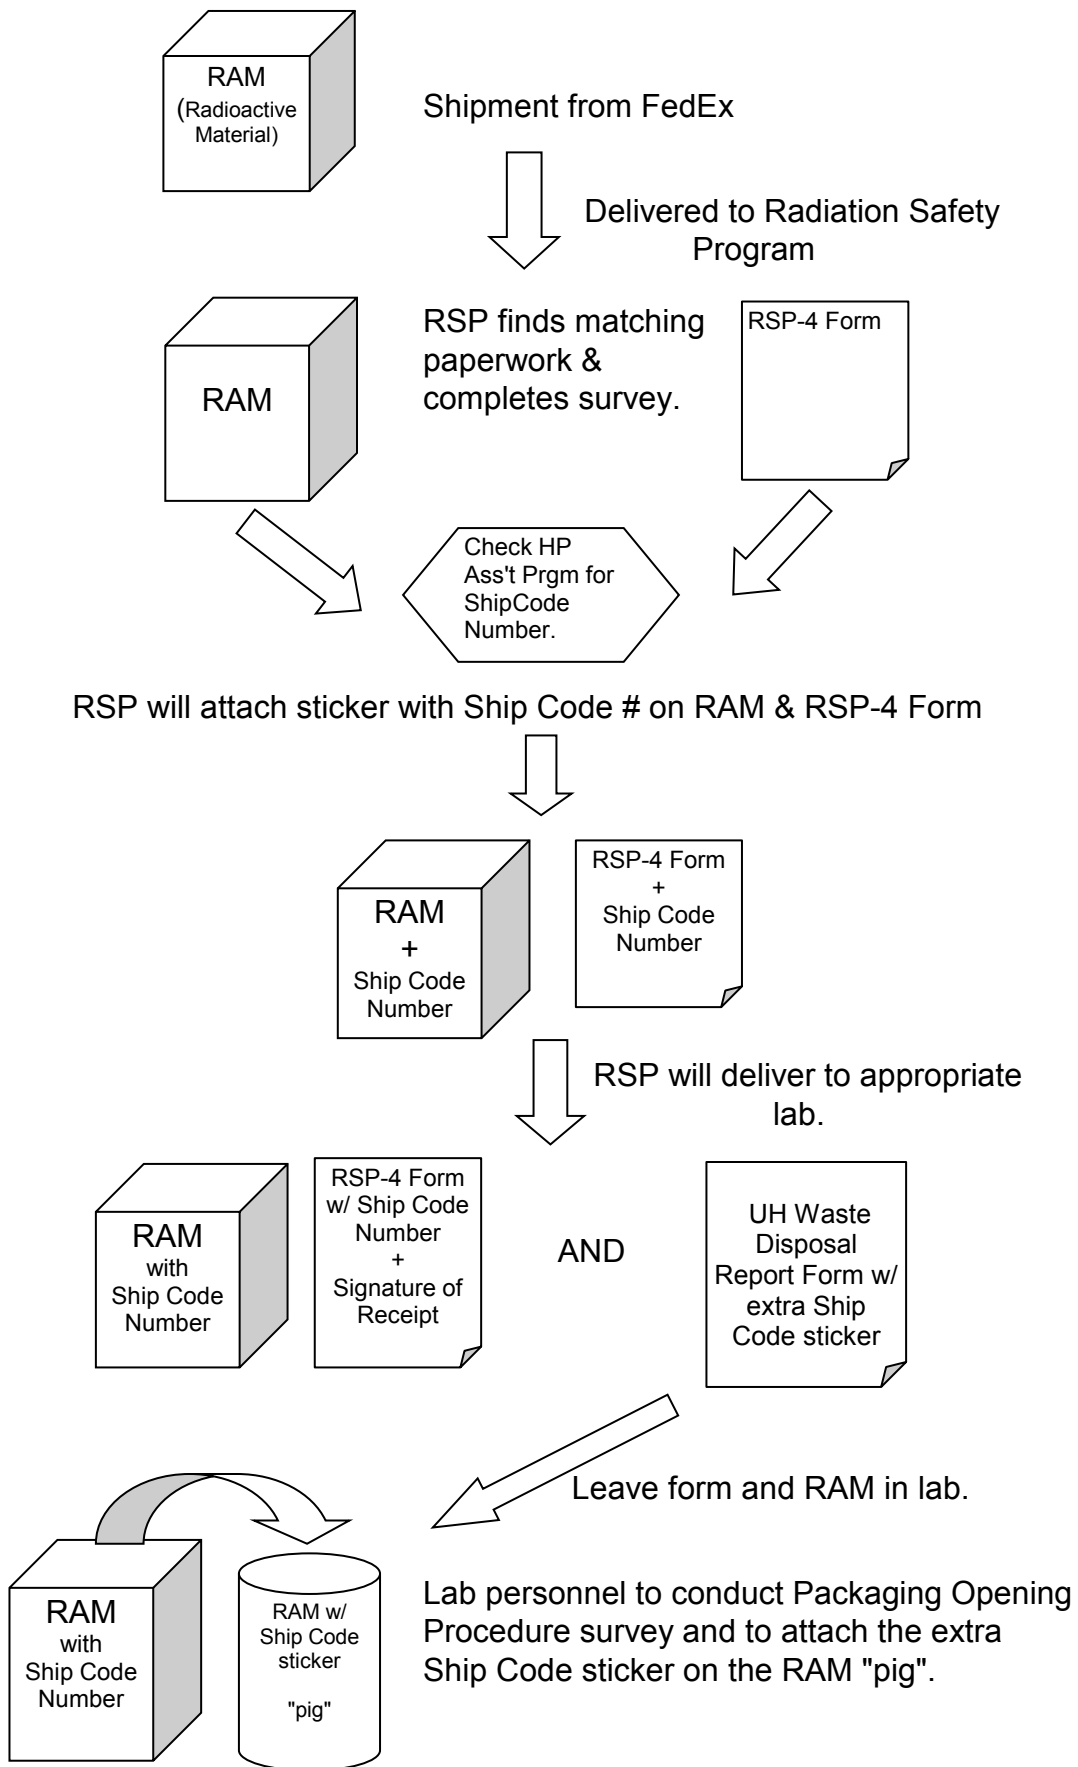 RAM
(Radioactive
Material)
Shipment from FedEx
Delivered to Radiation Safety
Program
RAM
RSP finds matching
paperwork &
completes survey.
RSP-4 Form
Check HP
Ass't Prgm for
ShipCode
Number.
RSP will attach sticker with Ship Code # on RAM & RSP-4 Form
RAM
+
Ship Code
Number
RSP-4 Form
+
Ship Code
Number
RSP will deliver to appropriate
lab.
RAM
with
Ship Code
Number
RSP-4 Form
w/ Ship Code
Number
+
Signature of
Receipt
AND
UH Waste
Disposal
Report Form w/
extra Ship
Code sticker
Leave form and RAM in lab.
RAM
with
Ship Code
Number
RAM w/
Ship Code
sticker
"pig"
Lab personnel to conduct Packaging Opening
Procedure survey and to attach the extra
Ship Code sticker on the RAM "pig".